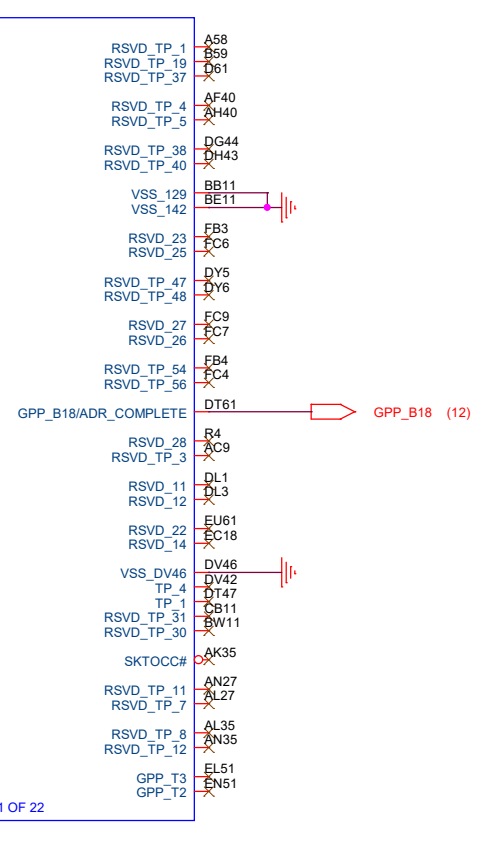 RSVD_TP_1 A58
RSVD_TP_19 B59
RSVD_TP_37 D61
RSVD_TP_4 AF40
RSVD_TP_5 AH40
RSVD_TP_38 DG44
RSVD_TP_40 DH43
VSS_129 BB11
VSS_142 BE11
RSVD_23 FB3
RSVD_25 FC6
RSVD_TP_47 DY5
RSVD_TP_48 DY6
RSVD_27 FC9
RSVD_26 FC7
RSVD_TP_54 FB4
RSVD_TP_56 FC4
GPP_B18/ADR_COMPLETE DT61 GPP_B18 (12)
RSVD_28 R4
RSVD_TP_3 AC9
RSVD_11 DL1
RSVD_12 DL3
RSVD_22 EU61
RSVD_14 EC18
VSS_DV46 DV46
TP_4 DV42
TP_1 DT47
RSVD_TP_31 CB11
RSVD_TP_30 BW11
SKTOCC# AK35
RSVD_TP_11 AN27
RSVD_TP_7 AL27
RSVD_TP_8 AL35
RSVD_TP_12 AN35
GPP_T3 EL51
GPP_T2 EN51
1 OF 22